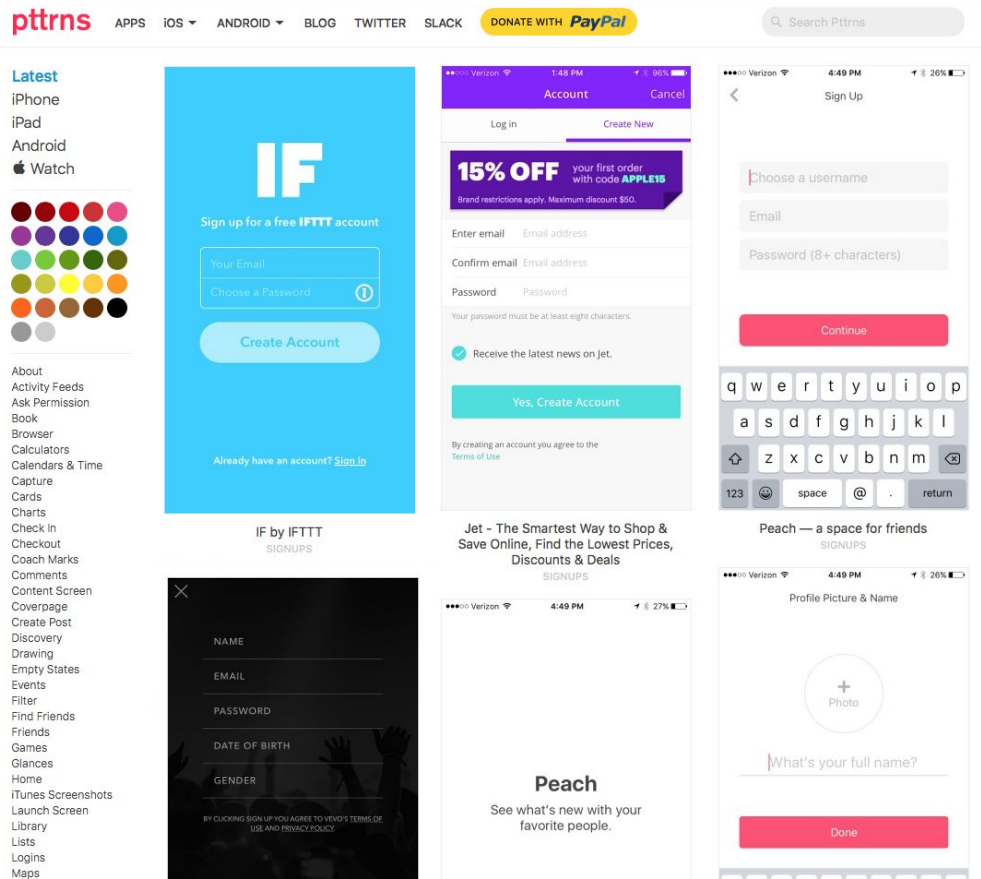 pttrns
APPS iOS ANDROID BLOG TWITTER SLACK DONATE WITH PayPal
Search Pttrns
Latest
iPhone
iPad
Android
Watch
About
Activity Feeds
Ask Permission
Book
Browser
Calculators
Calendars & Time
Capture
Cards
Charts
Check In
Checkout
Coach Marks
Comments
Content Screen
Coverpage
Create Post
Discovery
Drawing
Empty States
Events
Filter
Find Friends
Friends
Games
Glances
Home
iTunes Screenshots
Launch Screen
Library
Lists
Logins
Maps
IF
Sign up for a free IFTTT account
Your Email
Choose a Password
Create Account
Already have an account? Sign In
IF by IFTTT
SIGNUPS
Verizon 1:48 PM 96%
Account Cancel
Log in Create New
15% OFF your first order
with code APPLE15
Brand restrictions apply. Maximum discount $50.
Enter email Email address
Confirm email Email address
Password Password
Your password must be at least eight characters.
Receive the latest news on Jet.
Yes, Create Account
By creating an account you agree to the
Terms of Use
Jet - The Smartest Way to Shop &
Save Online, Find the Lowest Prices,
Discounts & Deals
SIGNUPS
Verizon 4:49 PM 26%
Sign Up
Choose a username
Email
Password (8+ characters)
Continue
q w e r t y u i o p
a s d f g h j k l
z x c v b n m
123 space @ . return
Peach — a space for friends
SIGNUPS
NAME
EMAIL
PASSWORD
DATE OF BIRTH
GENDER
BY CLICKING SIGN UP YOU AGREE TO VEVO'S TERMS OF
USE AND PRIVACY POLICY.
Verizon 4:49 PM 27%
Peach
See what's new with your
favorite people.
Verizon 4:49 PM 26%
Profile Picture & Name
+
Photo
What's your full name?
Done